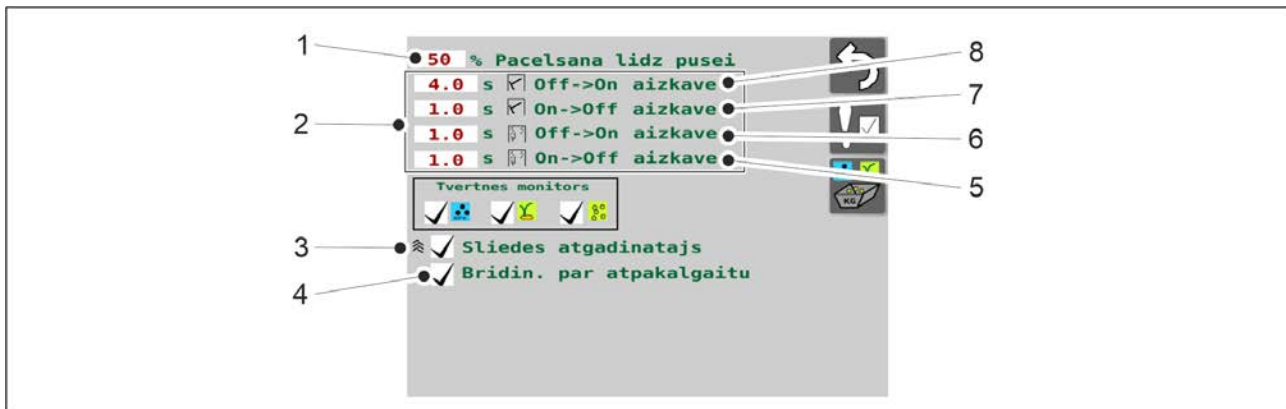 1
50 % Pacelsana lidz pusei
8
4.0 s Off->On aizkave
7
1.0 s On->Off aizkave
2
1.0 s Off->On aizkave
6
1.0 s On->Off aizkave
5
Tvertnes monitors
KG
3
Sliedes atgadinatajs
4
Bridin. par atpakalgaitu